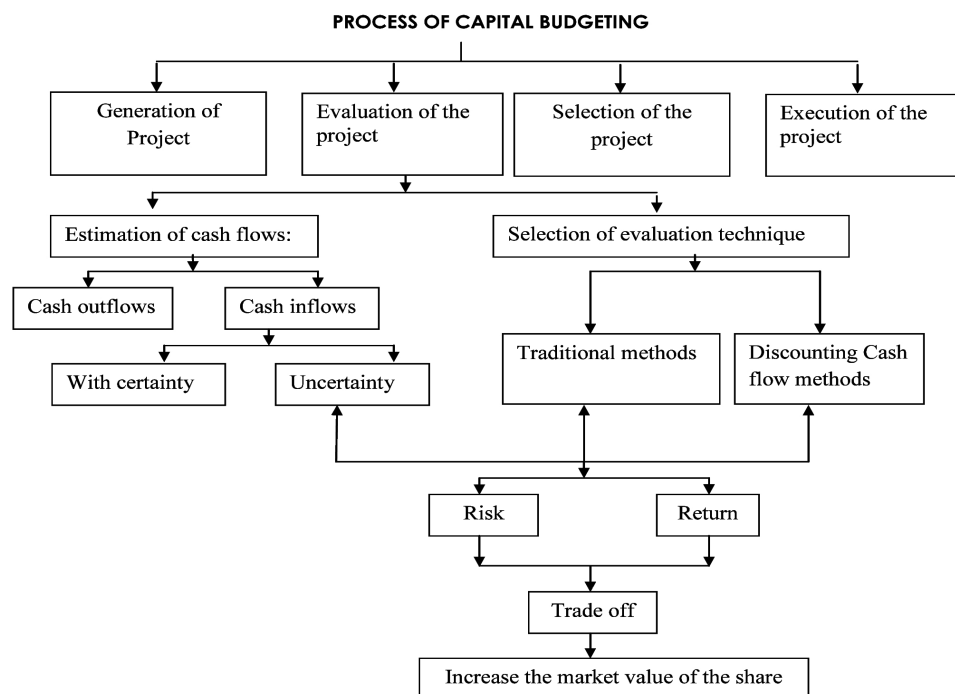 PROCESS OF CAPITAL BUDGETING
Generation of
Project
Evaluation of the
project
Selection of the
project
Execution of the
project
Estimation of cash flows:
Selection of evaluation technique
Cash outflows
Cash inflows
Traditional methods
Discounting Cash
flow methods
With certainty
Uncertainty
Risk
Return
Trade off
Increase the market value of the share